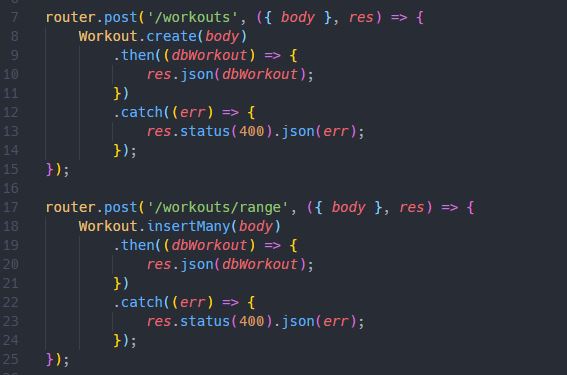 7 router.post('/workouts', ({ body }, res) => {
8 Workout.create(body)
9 .then((dbWorkout) => {
10 res.json(dbWorkout);
11 })
12 .catch((err) => {
13 res.status(400).json(err);
14 });
15 });
16
17 router.post('/workouts/range', ({ body }, res) => {
18 Workout.insertMany(body)
19 .then((dbWorkout) => {
20 res.json(dbWorkout);
21 })
22 .catch((err) => {
23 res.status(400).json(err);
24 });
25 });